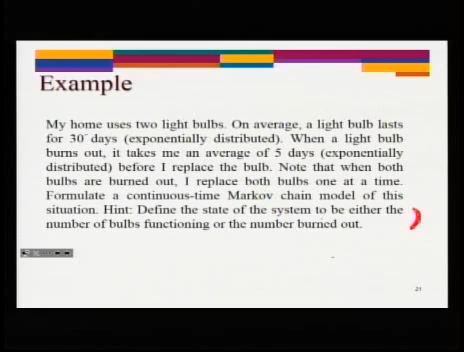 Example
My home uses two light bulbs. On average, a light bulb lasts
for 30 days (exponentially distributed). When a light bulb
burns out, it takes me an average of 5 days (exponentially
distributed) before I replace the bulb. Note that when both
bulbs are burned out, I replace both bulbs one at a time.
Formulate a continuous-time Markov chain model of this
situation. Hint: Define the state of the system to be either the
number of bulbs functioning or the number burned out.
21